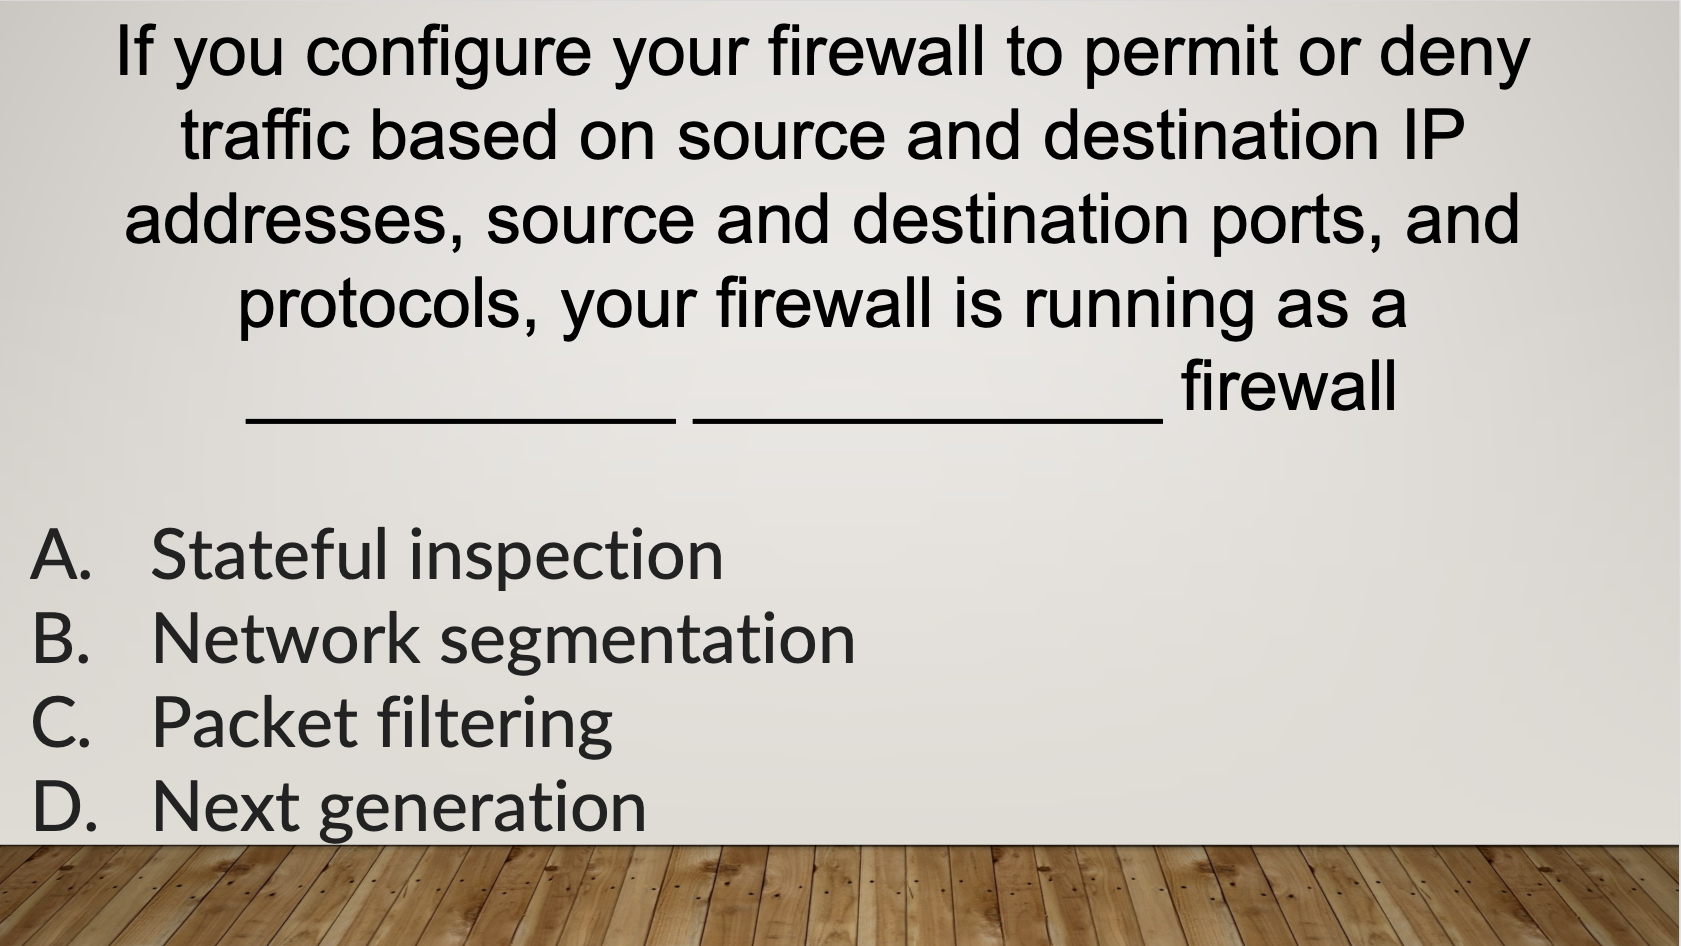 If you configure your firewall to permit or deny
traffic based on source and destination IP
addresses, source and destination ports, and
protocols, your firewall is running as a
_____________ ______________ firewall
A. Stateful inspection
B. Network segmentation
C. Packet filtering
D. Next generation